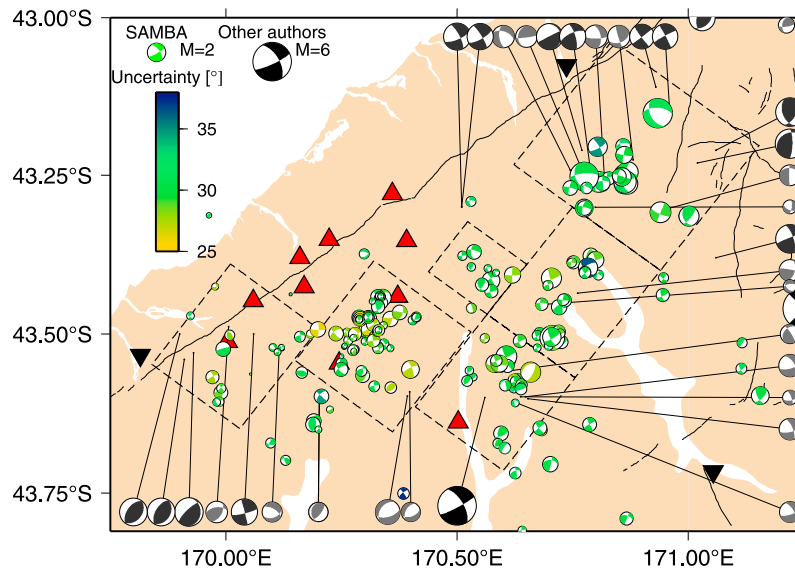 43.00°S
SAMBA
Other authors
M=2
M=6
Uncertainty [°]
35
30
25
43.25°S
43.50°S
43.75°S
170.00°E
170.50°E
171.00°E